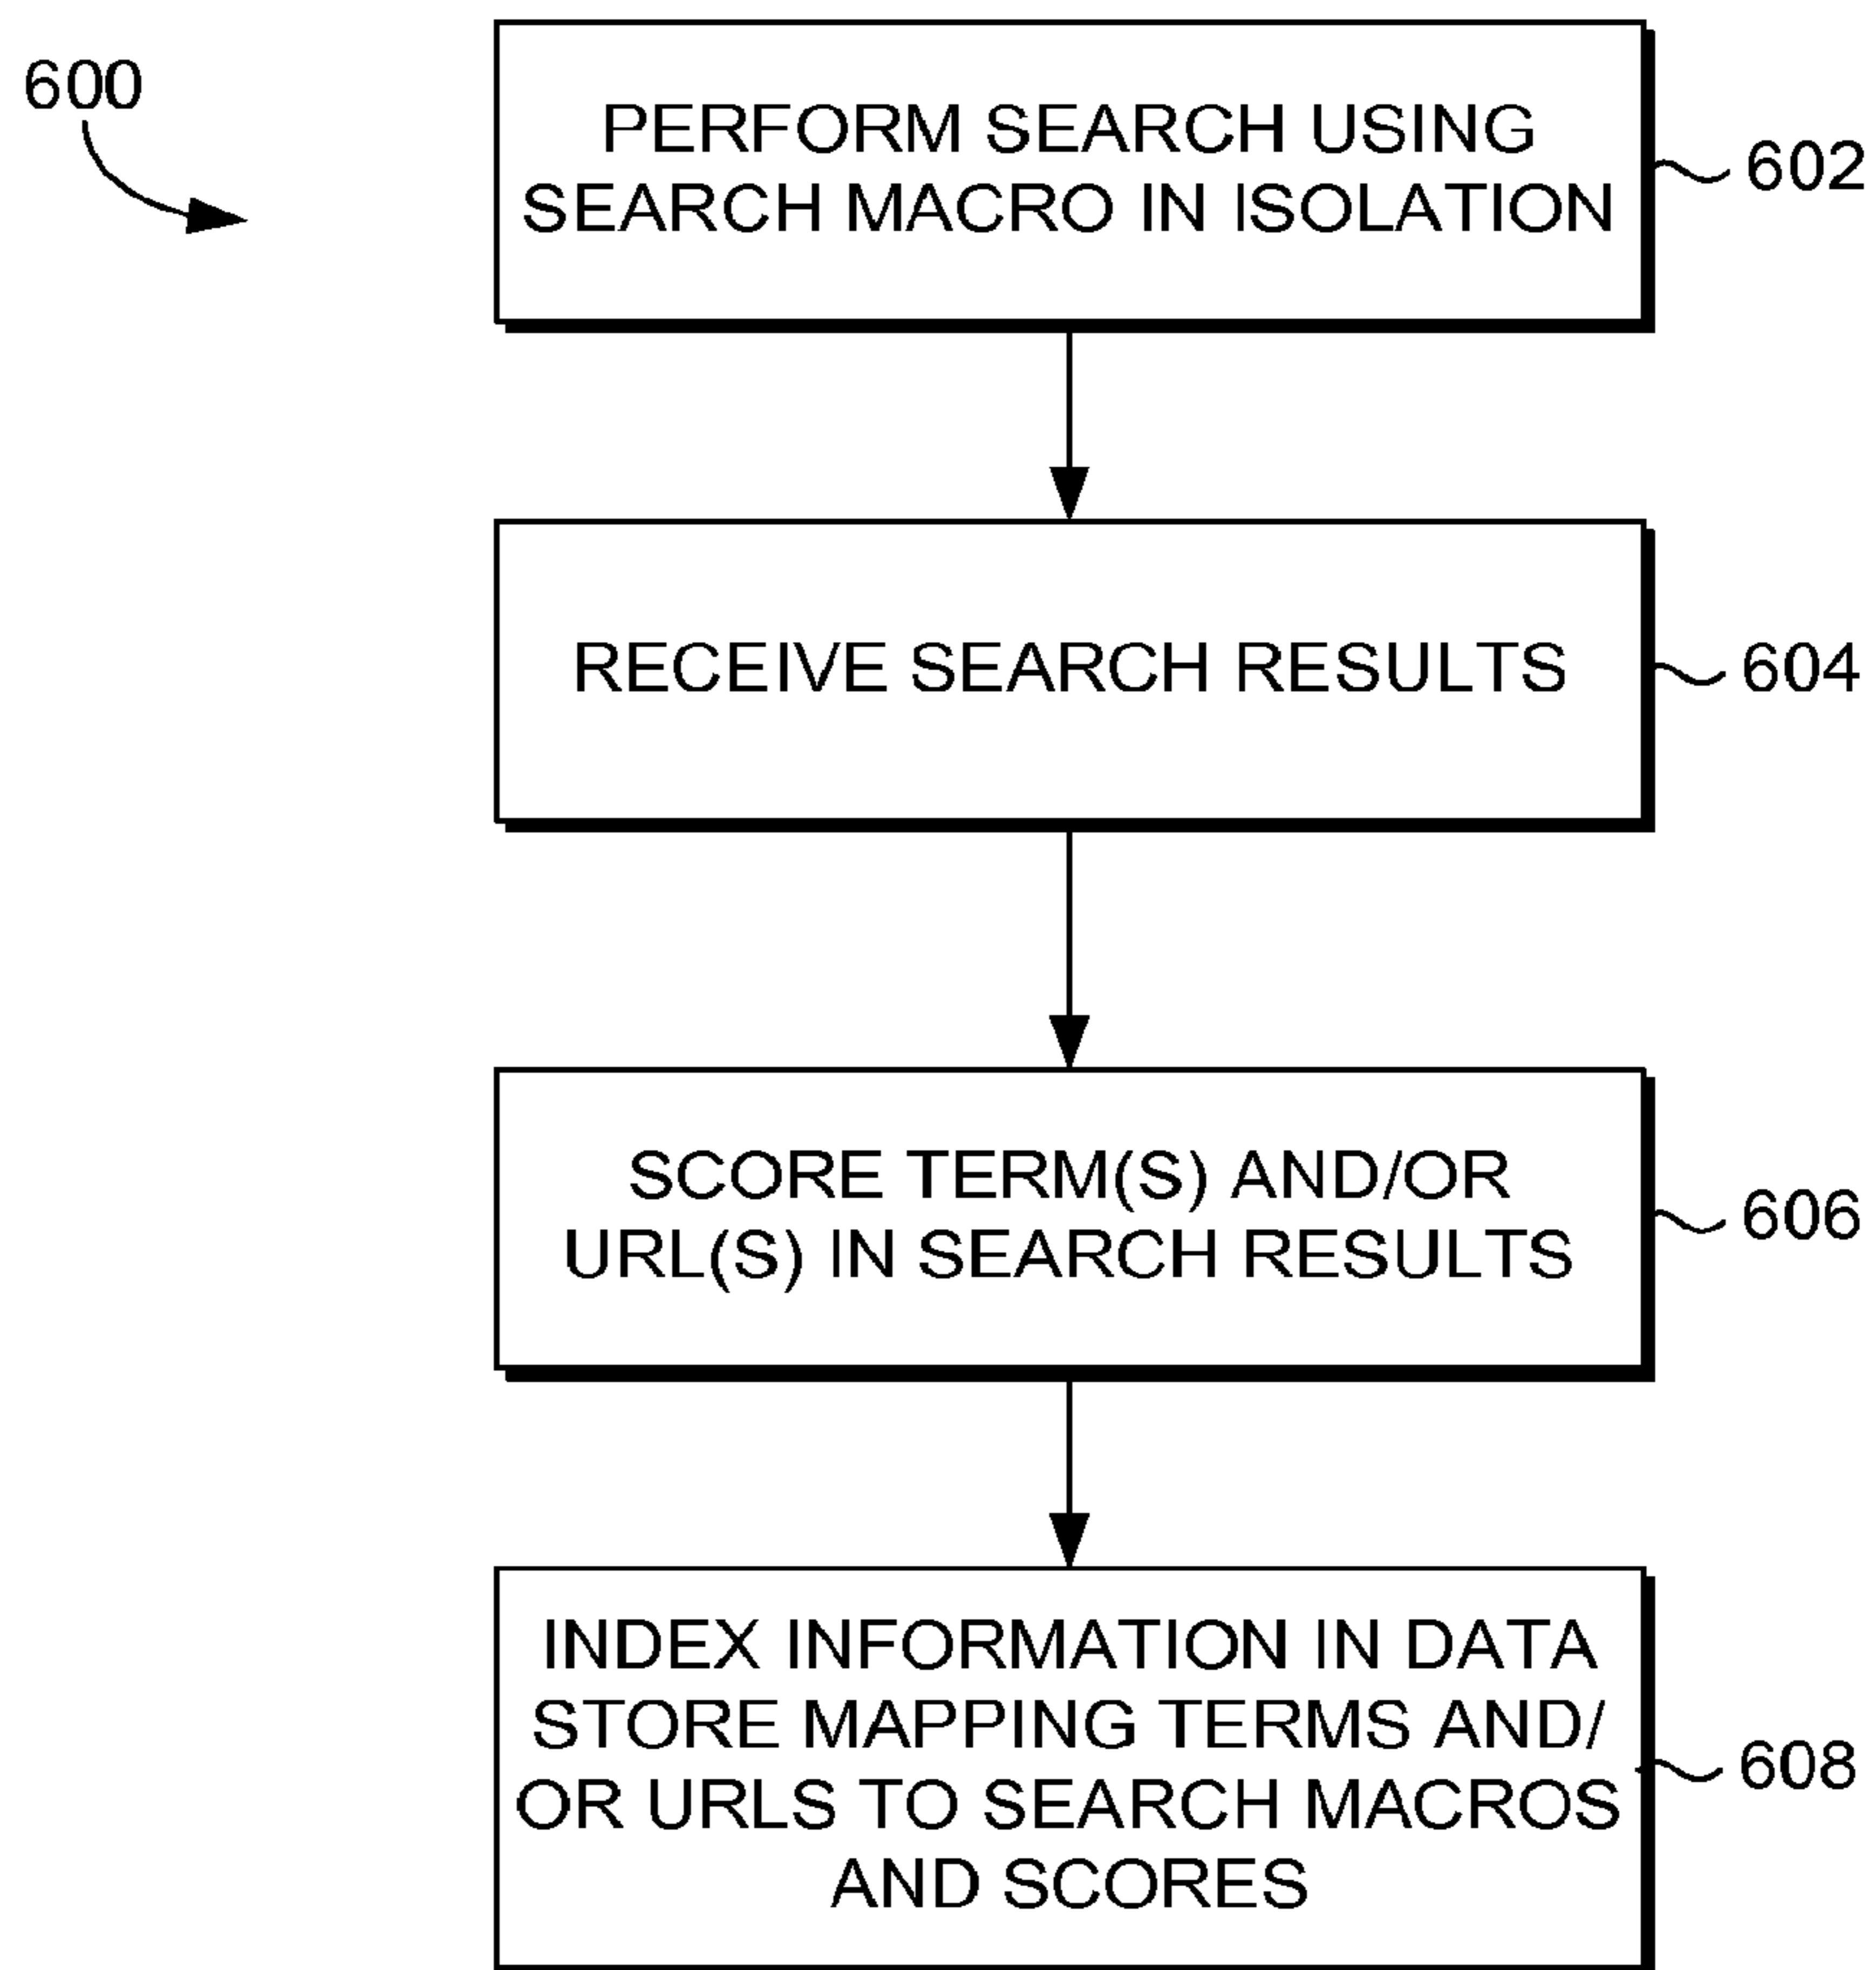 600
PERFORM SEARCH USING
SEARCH MACRO IN ISOLATION
602
RECEIVE SEARCH RESULTS
604
SCORE TERM(S) AND/OR
URL(S) IN SEARCH RESULTS
606
INDEX INFORMATION IN DATA
STORE MAPPING TERMS AND/
OR URLS TO SEARCH MACROS
AND SCORES
608